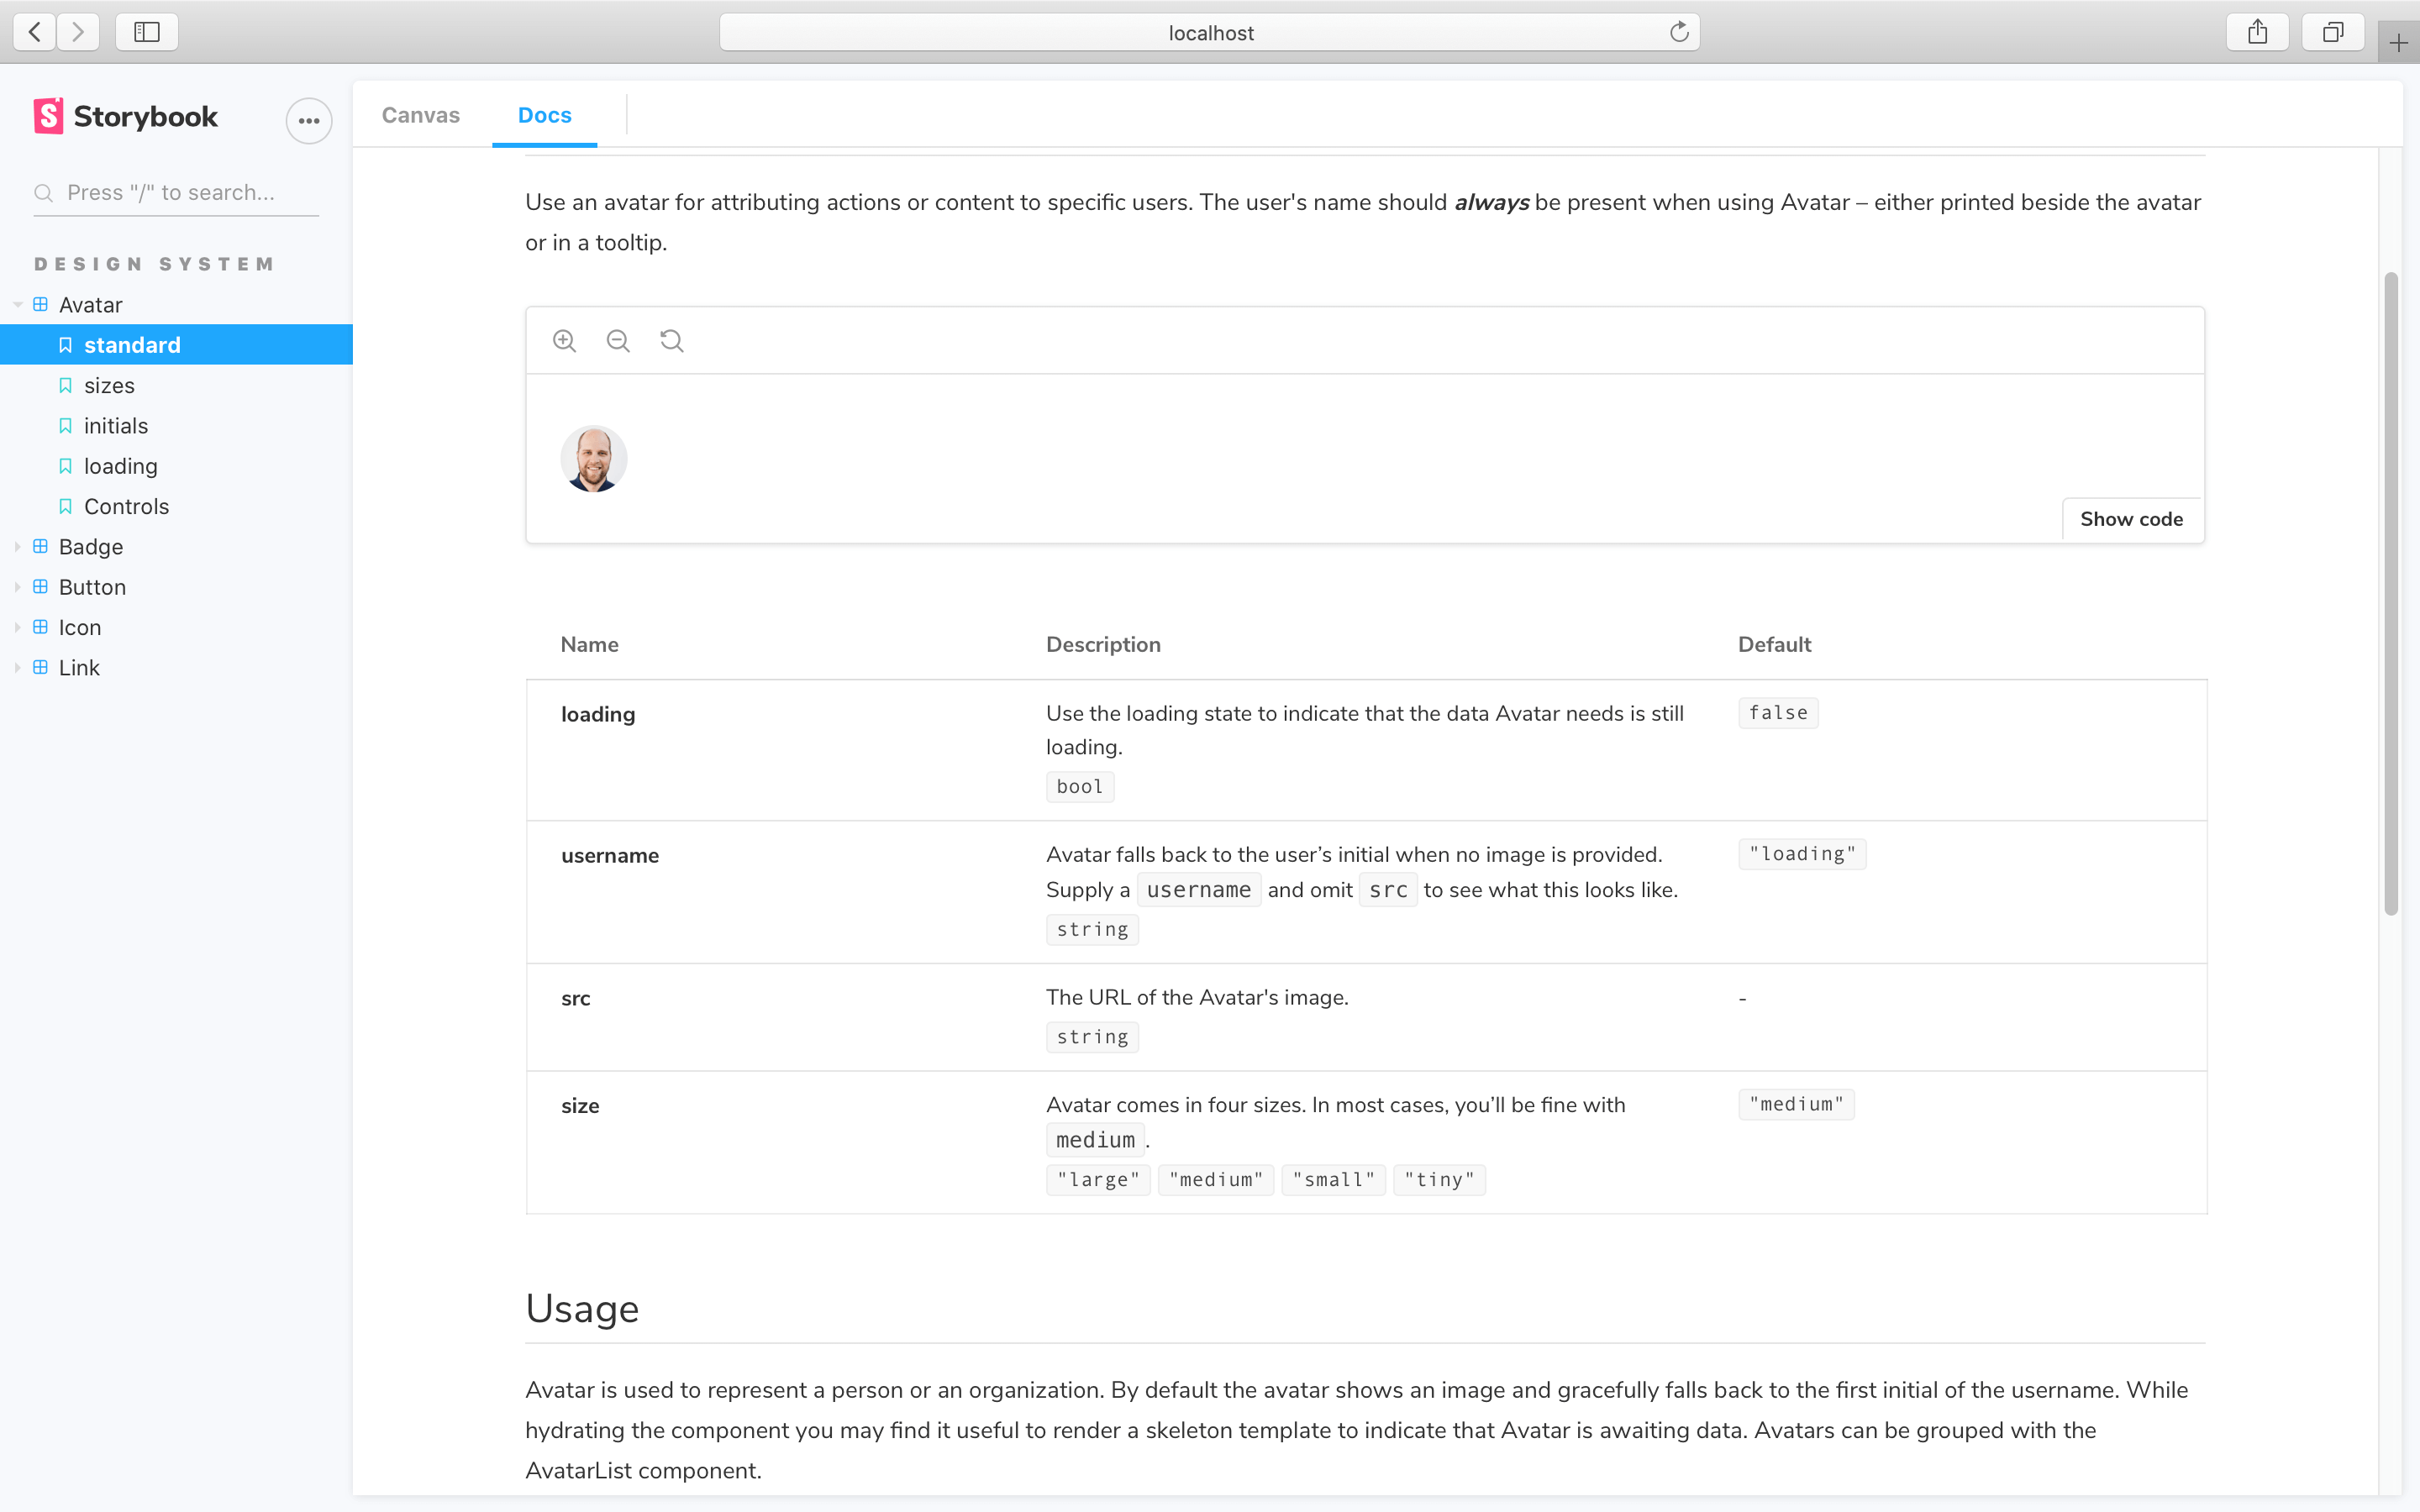 localhost
Storybook
Press "/" to search...
DESIGN SYSTEM
Avatar
standard
sizes
initials
loading
Controls
Badge
Button
Icon
Link
Canvas Docs
Use an avatar for attributing actions or content to specific users. The user's name should always be present when using Avatar – either printed beside the avatar
or in a tooltip.
Show code
Name Description Default
loading Use the loading state to indicate that the data Avatar needs is still false
loading.
bool
username Avatar falls back to the user’s initial when no image is provided. "loading"
Supply a username and omit src to see what this looks like.
string
src The URL of the Avatar's image. -
string
size Avatar comes in four sizes. In most cases, you’ll be fine with "medium"
medium .
"large" "medium" "small" "tiny"
Usage
Avatar is used to represent a person or an organization. By default the avatar shows an image and gracefully falls back to the first initial of the username. While
hydrating the component you may find it useful to render a skeleton template to indicate that Avatar is awaiting data. Avatars can be grouped with the
AvatarList component.